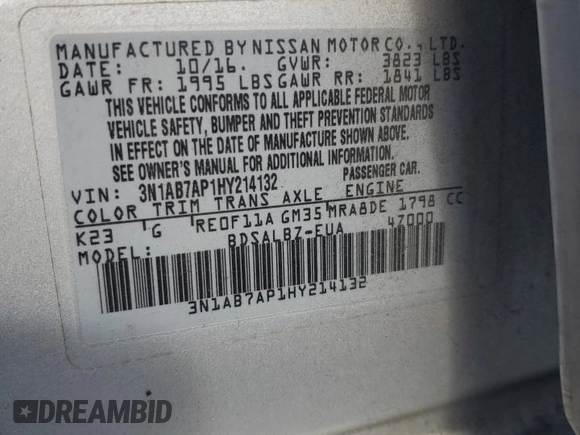 MANUFACTURED BY NISSAN MOTOR CO., LTD.
DATE: 10/16. GVWR: 3823 LBS
GAWR FR: 1995 LBS GAWR RR: 1841 LBS
THIS VEHICLE CONFORMS TO ALL APPLICABLE FEDERAL MOTOR
VEHICLE SAFETY, BUMPER AND THEFT PREVENTION STANDARDS
IN EFFECT ON THE DATE OF MANUFACTURE SHOWN ABOVE.
SEE OWNER'S MANUAL FOR ADDITIONAL INFORMATION.
VIN: 3N1AB7AP1HY214132 PASSENGER CAR.
COLOR TRIM TRANS AXLE ENGINE
K23 G RE0F11A GM35 MRA8DE 1798 CC
MODEL: BDSALBZ-EUA 47000
3N1AB7AP1HY214132
DREAMBID